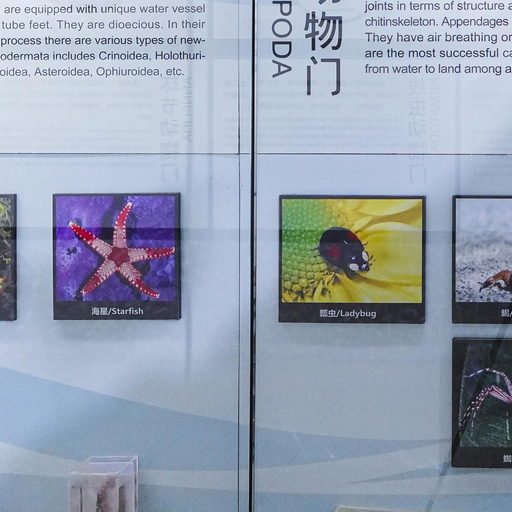 are equipped with unique water vessel
tube feet. They are dioecious. In their
process there are various types of new-
odermata includes Crinoidea, Holothuri-
oidea, Asteroidea, Ophiuroidea, etc.
PODA
物门
joints in terms of structure
chitinskeleton. Appendages
They have air breathing or
are the most successful
from water to land among
海星/Starfish
瓢虫/Ladybug